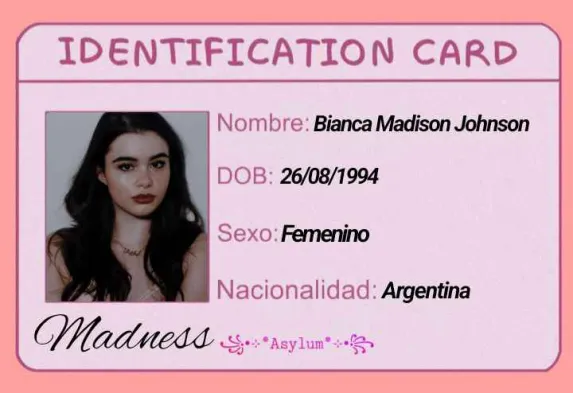 IDENTIFICATION CARD
Nombre: Bianca Madison Johnson
DOB: 26/08/1994
Sexo: Femenino
Nacionalidad: Argentina
Madness ꧁•⊹٭Asylum٭⊹•꧂